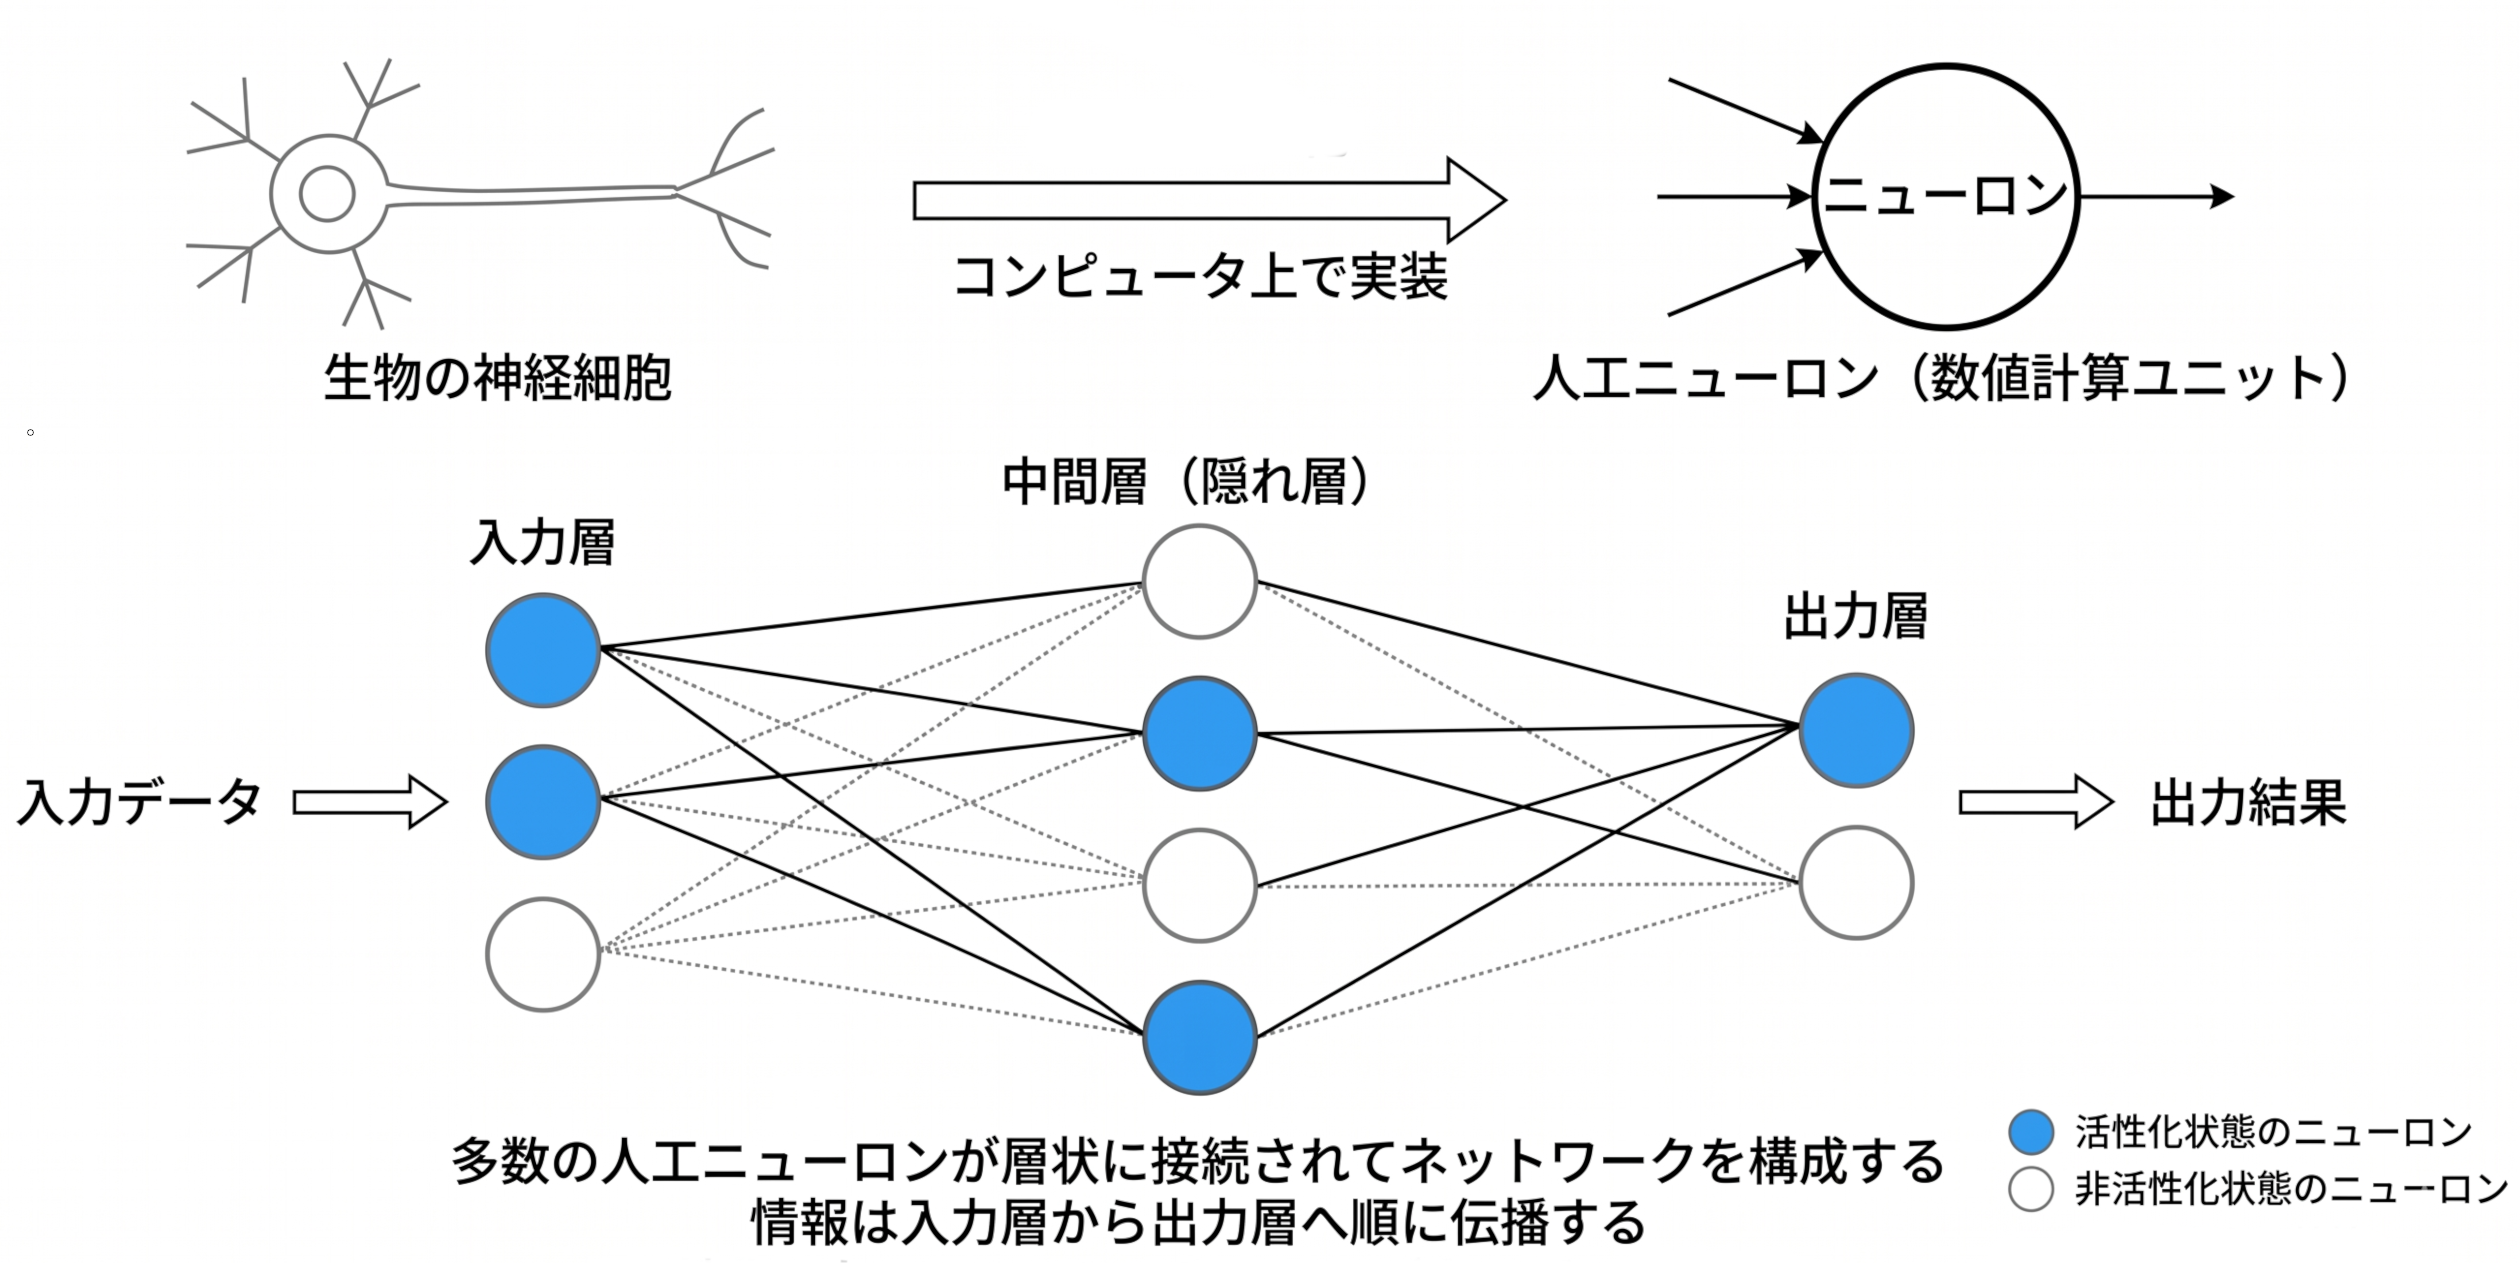 ニューロン
コンピュータ上で実装
生物の神経細胞
人工ニューロン（数値計算ユニット）
中間層（隠れ層）
入力層
出力層
入力データ
出力結果
多数の人工ニューロンが層状に接続されてネットワークを構成する
情報は入力層から出力層へ順に伝播する
活性化状態のニューロン
非活性化状態のニューロン